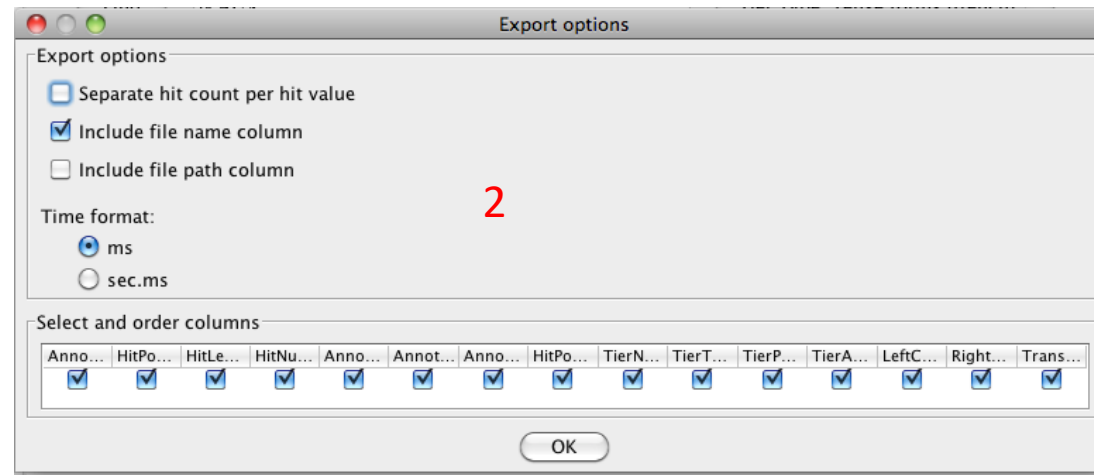 Export options
Export options
Separate hit count per hit value
Include file name column
Include file path column
2
Time format:
ms
sec.ms
Select and order columns
Anno... HitPo... HitLe... HitNu... Anno... Annot... Anno... HitPo... TierN... TierT... TierP... TierA... LeftC... Right... Trans...
OK